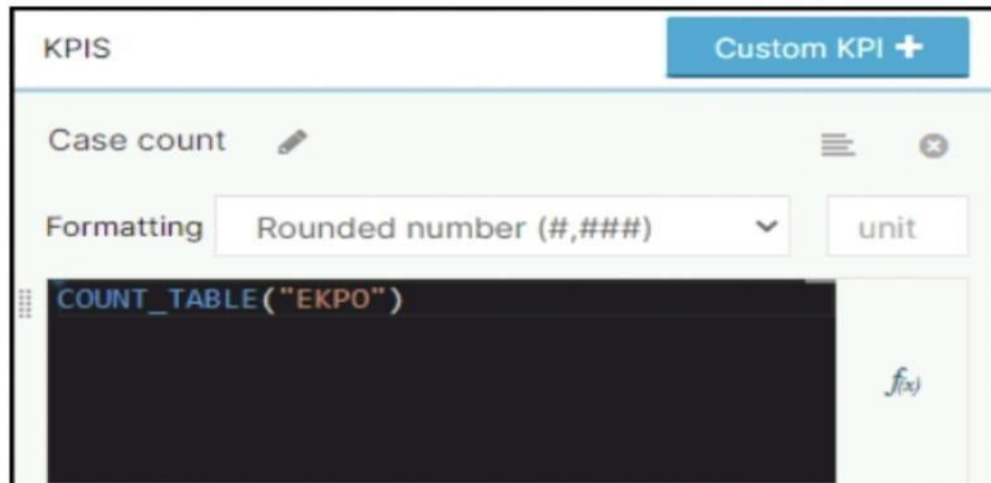 KPIS
Custom KPI +
Case count
Formatting
Rounded number (#,###)
unit
COUNT_TABLE("EKPO")
f(x)